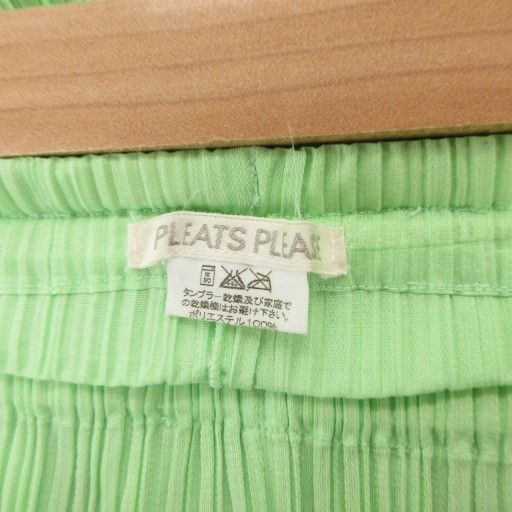 PLEATS PLEASE
タンブラー乾燥及び家庭で
の乾燥機はお避け下さい。
ポリエステル100%